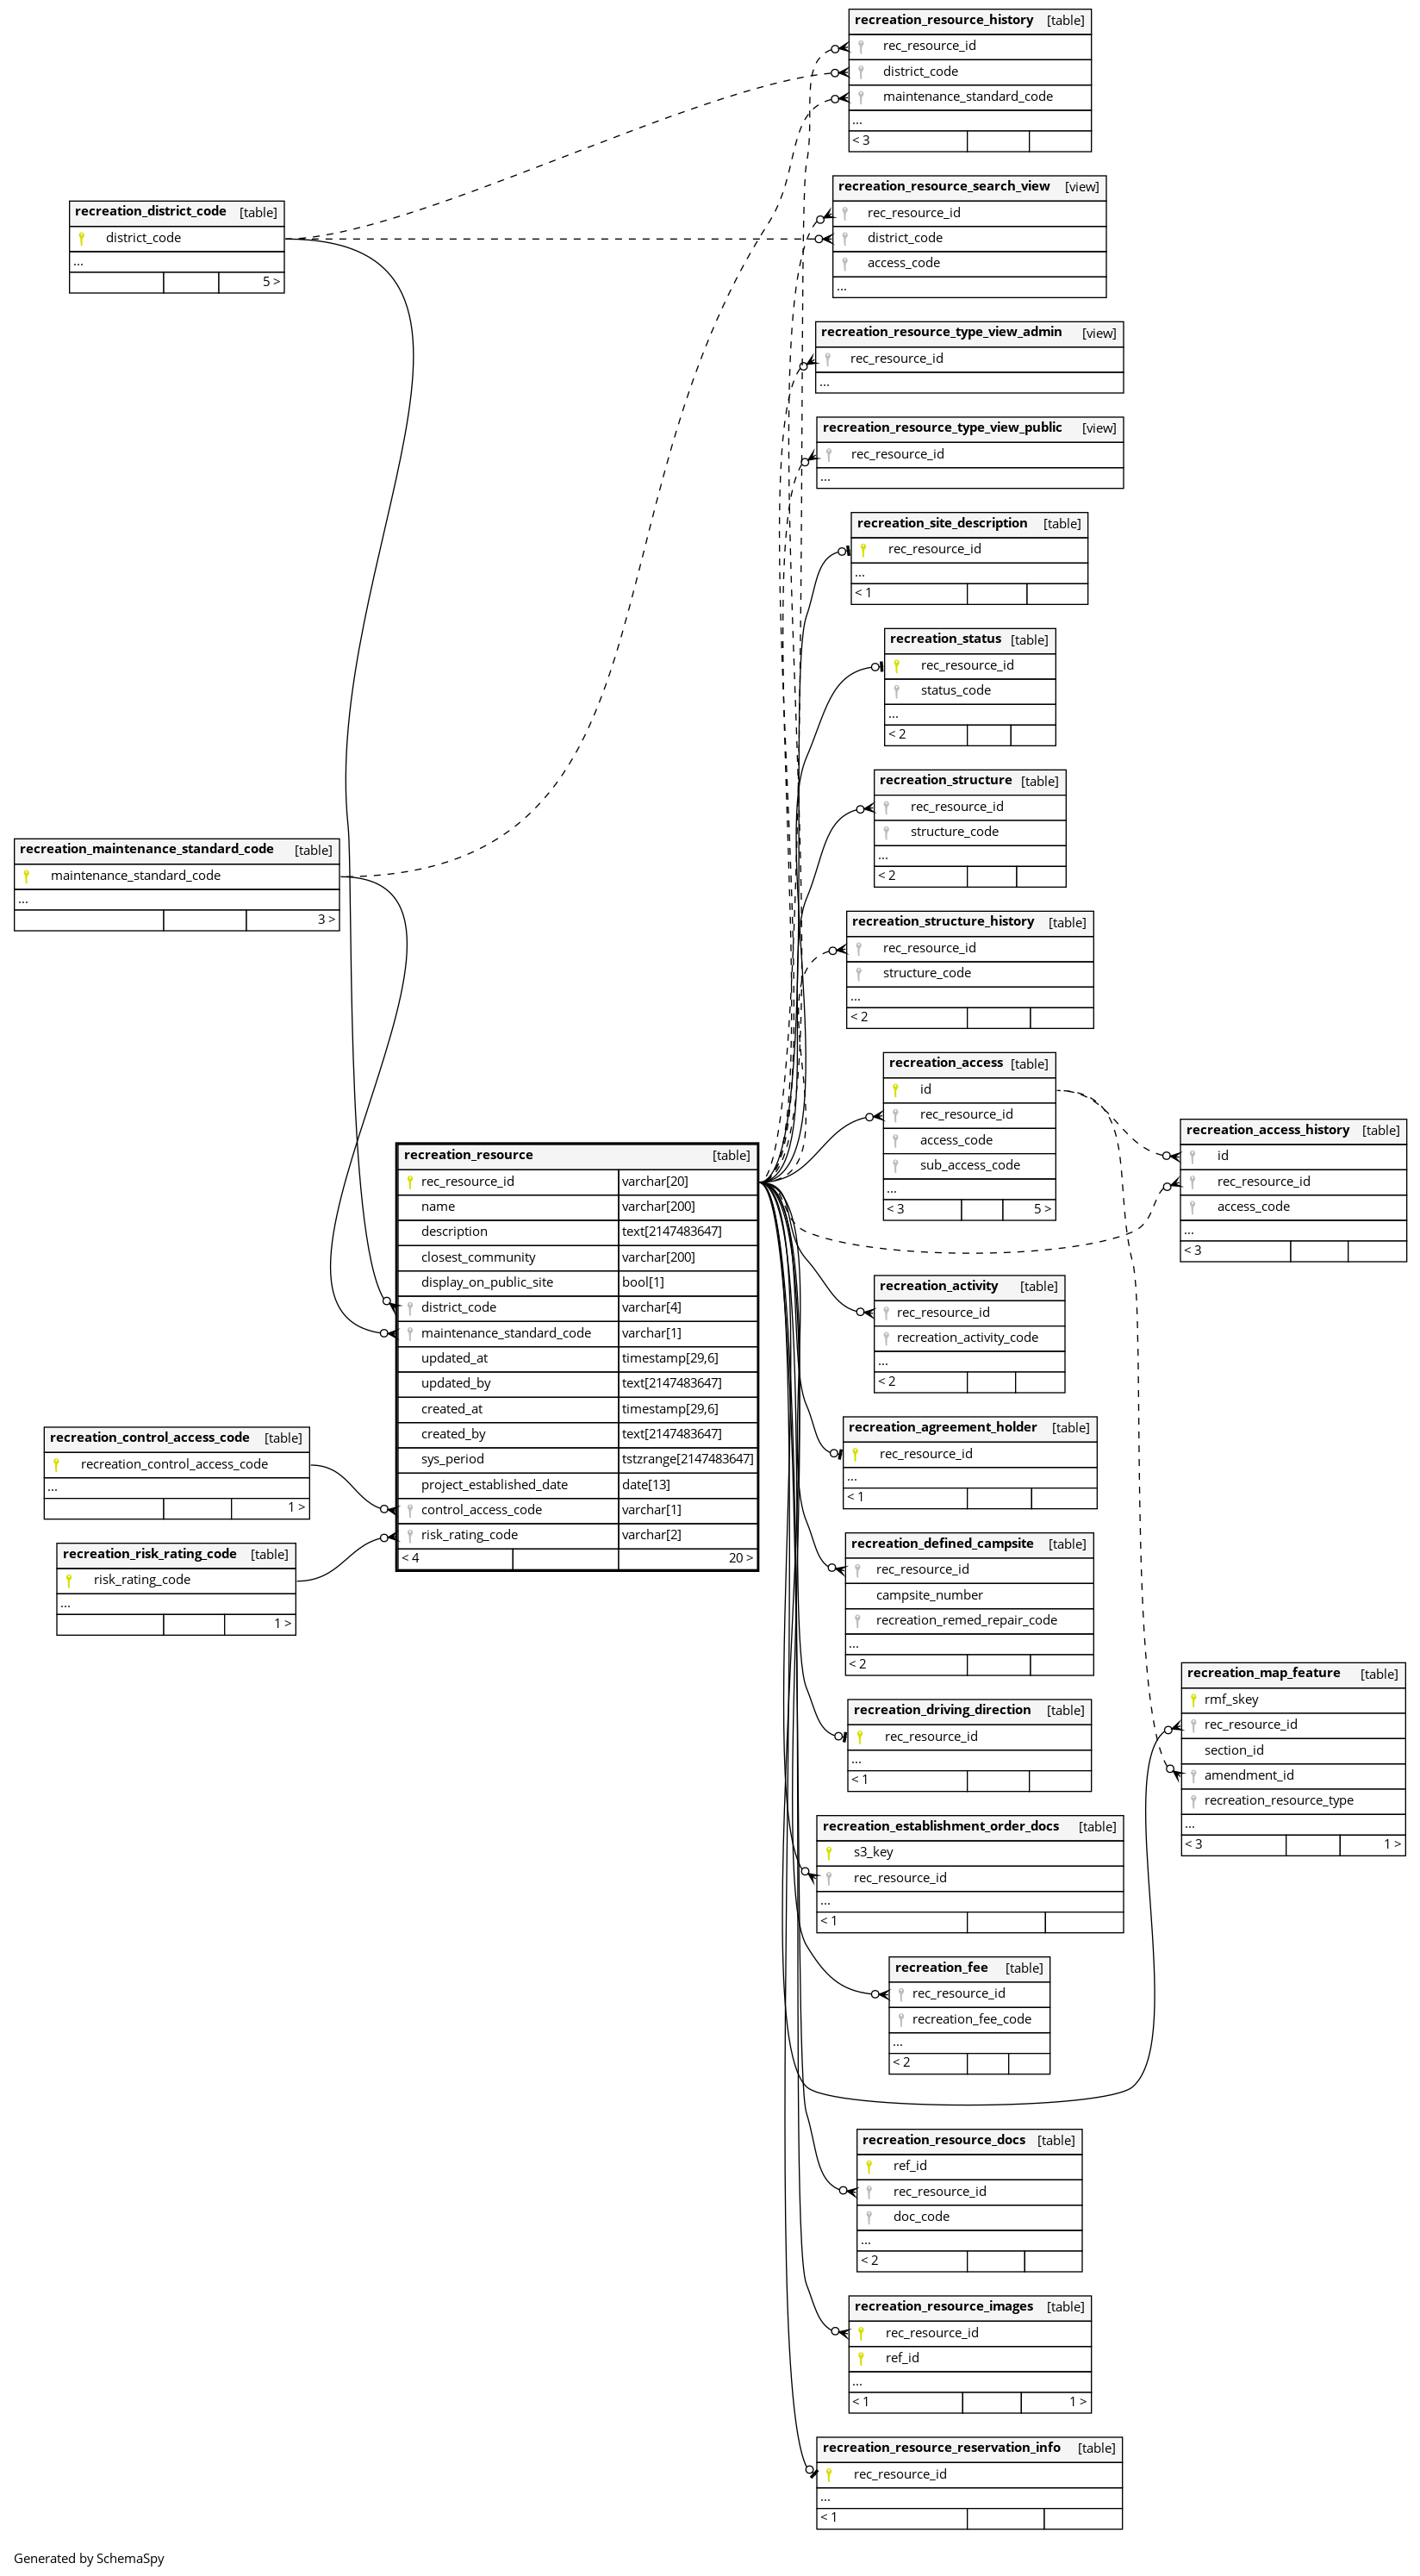 recreation_resource_history [table]
rec_resource_id
district_code
maintenance_standard_code
...
< 3
recreation_resource_search_view [view]
rec_resource_id
district_code
access_code
...
recreation_district_code [table]
district_code
...
5 >
recreation_resource_type_view_admin [view]
rec_resource_id
...
recreation_resource_type_view_public [view]
rec_resource_id
...
recreation_site_description [table]
rec_resource_id
...
< 1
recreation_status [table]
rec_resource_id
status_code
...
< 2
recreation_structure [table]
rec_resource_id
structure_code
...
< 2
recreation_maintenance_standard_code [table]
maintenance_standard_code
...
3 >
recreation_structure_history [table]
rec_resource_id
structure_code
...
< 2
recreation_access [table]
id
rec_resource_id
access_code
sub_access_code
...
< 3 5 >
recreation_access_history [table]
id
rec_resource_id
access_code
...
< 3
recreation_resource [table]
rec_resource_id varchar[20]
name varchar[200]
description text[2147483647]
closest_community varchar[200]
display_on_public_site bool[1]
district_code varchar[4]
maintenance_standard_code varchar[1]
updated_at timestamp[29,6]
updated_by text[2147483647]
created_at timestamp[29,6]
created_by text[2147483647]
sys_period tstzrange[2147483647]
project_established_date date[13]
control_access_code varchar[1]
risk_rating_code varchar[2]
< 4 20 >
recreation_activity [table]
rec_resource_id
recreation_activity_code
...
< 2
recreation_control_access_code [table]
recreation_control_access_code
...
1 >
recreation_agreement_holder [table]
rec_resource_id
...
< 1
recreation_risk_rating_code [table]
risk_rating_code
...
1 >
recreation_defined_campsite [table]
rec_resource_id
campsite_number
recreation_remed_repair_code
...
< 2
recreation_map_feature [table]
rmf_skey
rec_resource_id
section_id
amendment_id
recreation_resource_type
...
< 3 1 >
recreation_driving_direction [table]
rec_resource_id
...
< 1
recreation_establishment_order_docs [table]
s3_key
rec_resource_id
...
< 1
recreation_fee [table]
rec_resource_id
recreation_fee_code
...
< 2
recreation_resource_docs [table]
ref_id
rec_resource_id
doc_code
...
< 2
recreation_resource_images [table]
rec_resource_id
ref_id
...
< 1 1 >
recreation_resource_reservation_info [table]
rec_resource_id
...
< 1
Generated by SchemaSpy